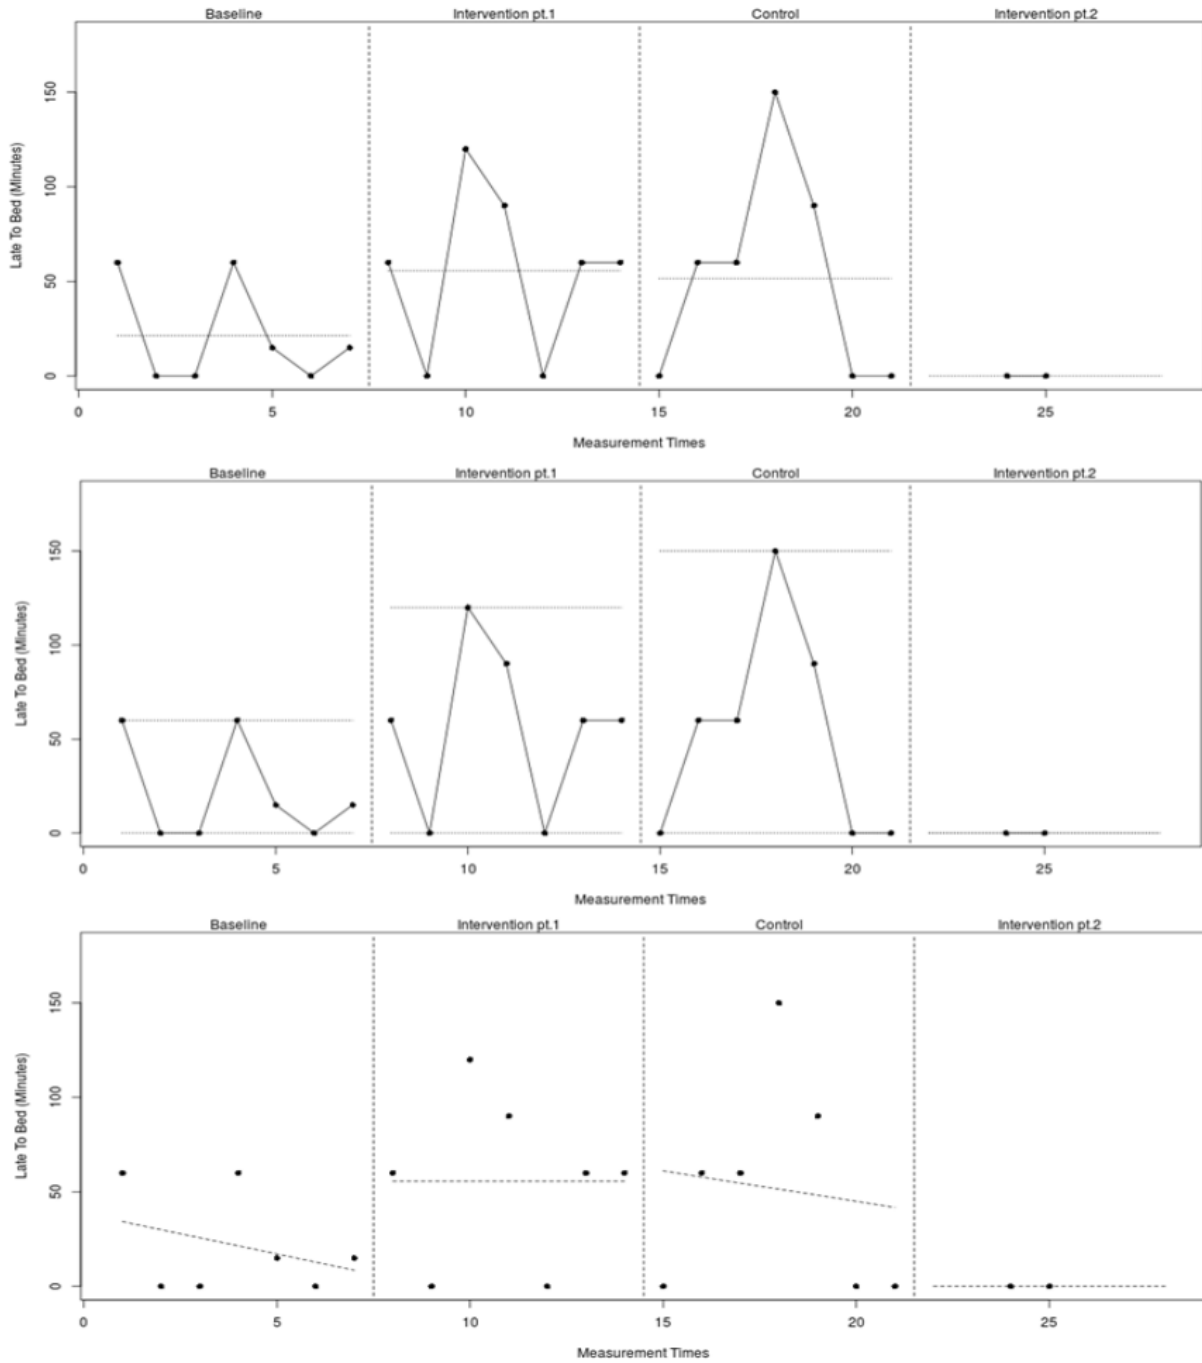 Baseline Intervention pt.1 Control Intervention pt.2
150
100
50
0
Late To Bed (Minutes)
0 5 10 15 20 25
Measurement Times
Baseline Intervention pt.1 Control Intervention pt.2
150
100
50
0
Late To Bed (Minutes)
0 5 10 15 20 25
Measurement Times
Baseline Intervention pt.1 Control Intervention pt.2
150
100
50
0
Late To Bed (Minutes)
0 5 10 15 20 25
Measurement Times